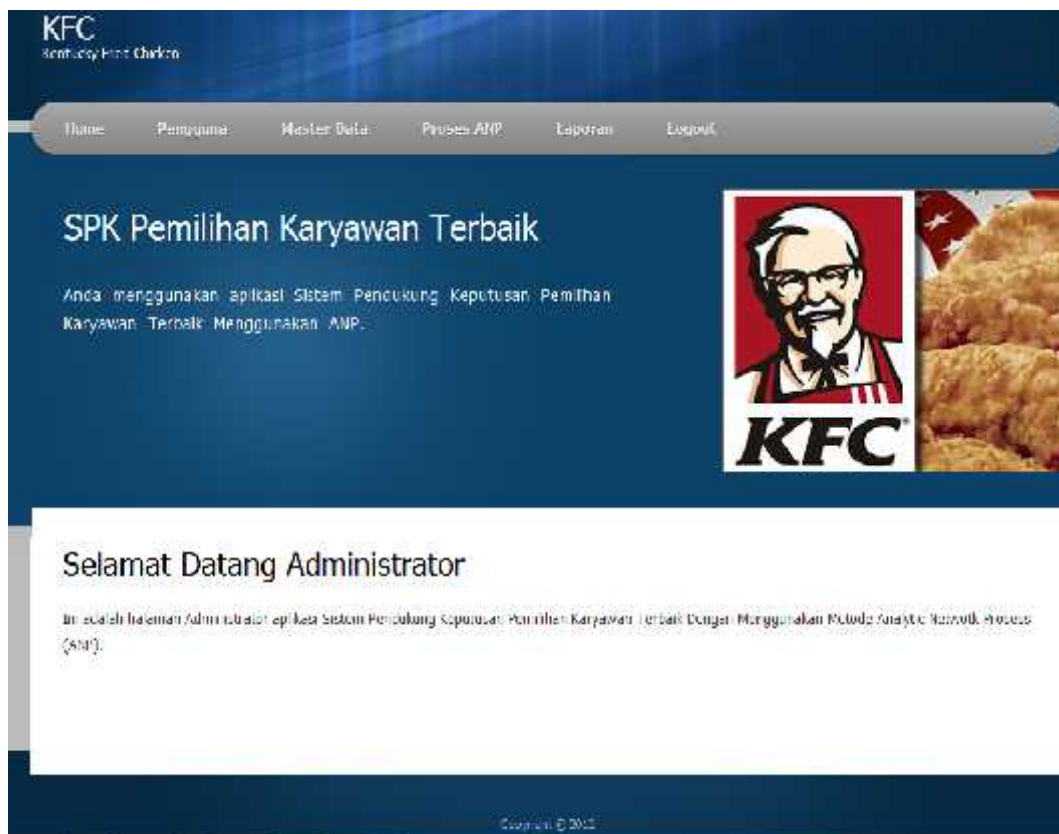 KFC
Kentucky Fried Chicken
Home Pengguna Master Data Proses ANP Laporan Logout
SPK Pemilihan Karyawan Terbaik
Anda menggunakan aplikasi Sistem Pendukung Keputusan Pemilihan
Karyawan Terbaik Menggunakan ANP.
KFC
Selamat Datang Administrator
Ini adalah halaman Administrator aplikasi Sistem Pendukung Keputusan Pemilihan Karyawan Terbaik Dengan Menggunakan Metode Analytic Network Process
(ANP).
Copyright ©